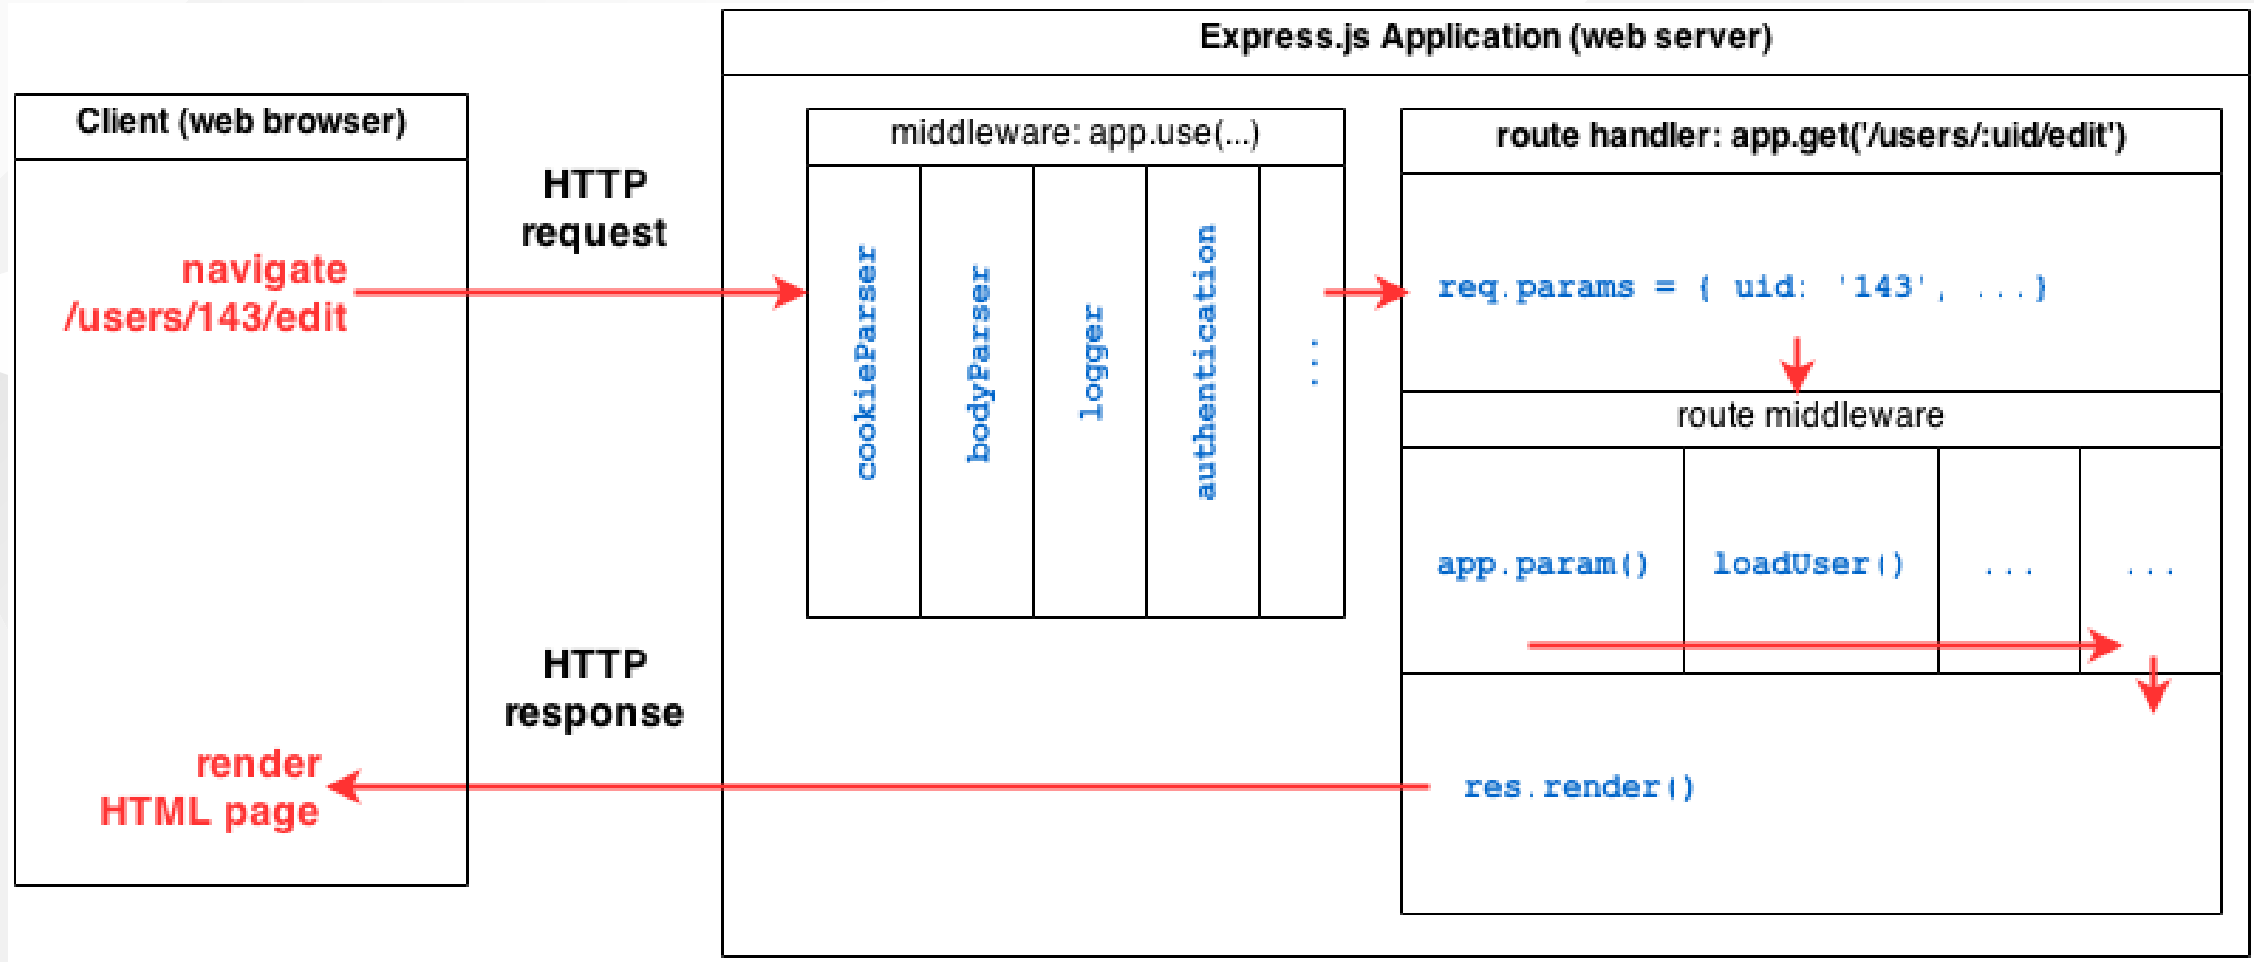 Express.js Application (web server)
Client (web browser)
navigate
/users/143/edit
HTTP
request
middleware: app.use(...)
cookieParser
bodyParser
logger
authentication
...
route handler: app.get('/users/:uid/edit')
req.params = { uid: '143', ...}
route middleware
app.param()
loadUser()
...
...
res.render()
HTTP
response
render
HTML page